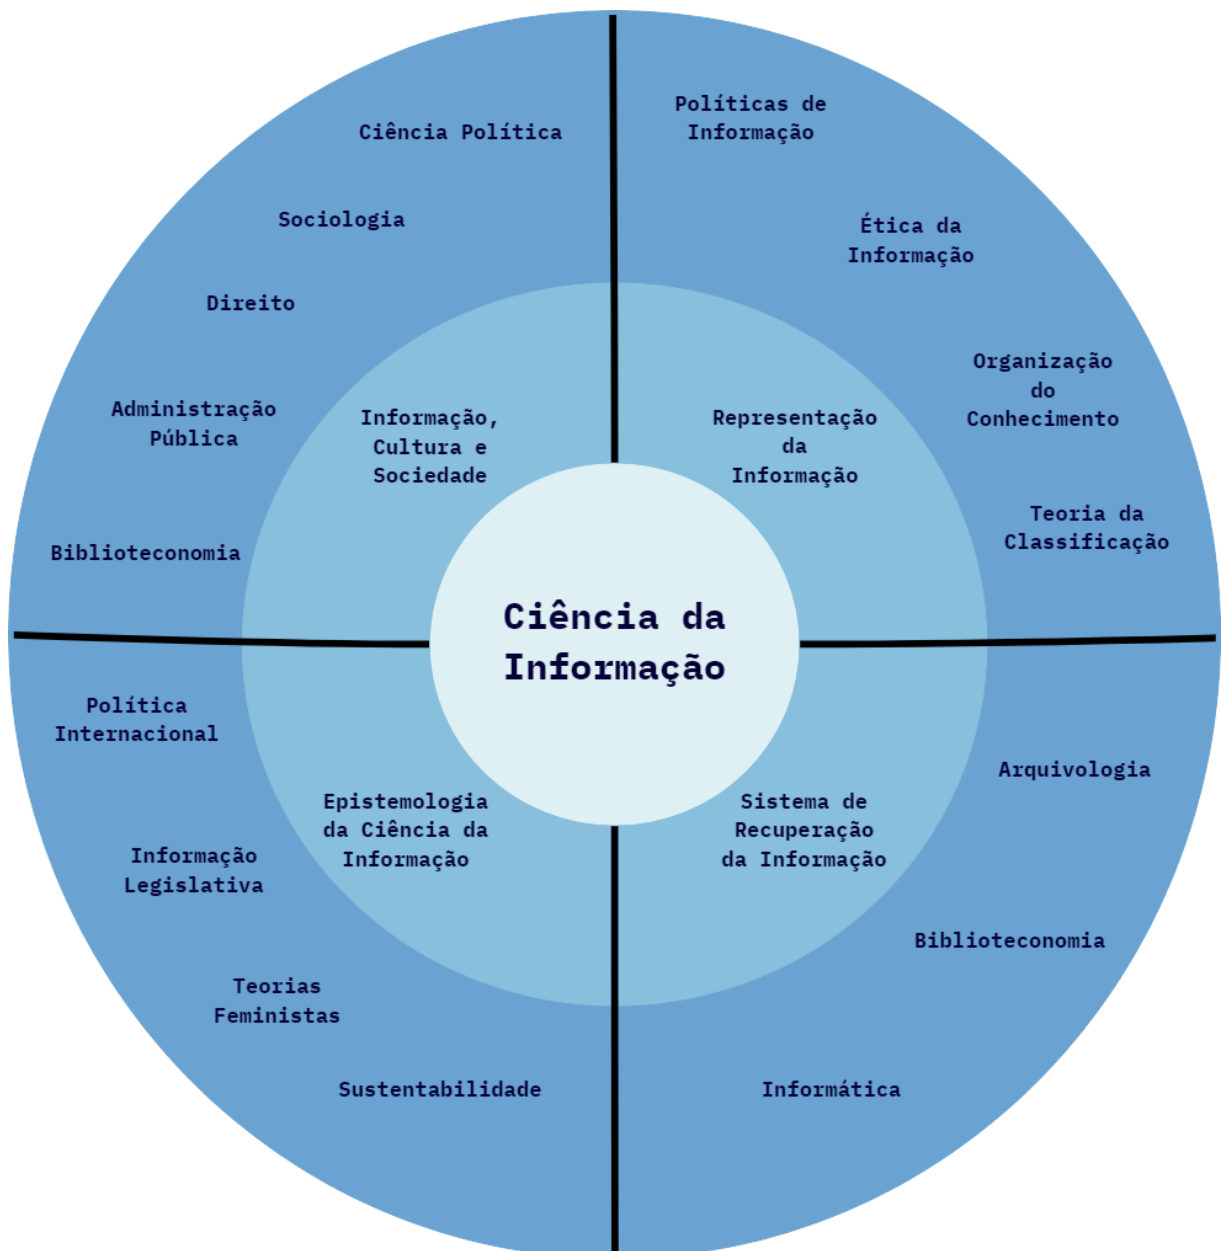 Ciência Política
Sociologia
Direito
Administração
Pública
Biblioteconomia
Informação,
Cultura e
Sociedade
Políticas de
Informação
Ética da
Informação
Organização
do
Conhecimento
Teoria da
Classificação
Representação
da
Informação
Ciência da
Informação
Política
Internacional
Informação
Legislativa
Teorias
Feministas
Sustentabilidade
Epistemologia
da Ciência da
Informação
Sistema de
Recuperação
da Informação
Arquivologia
Biblioteconomia
Informática